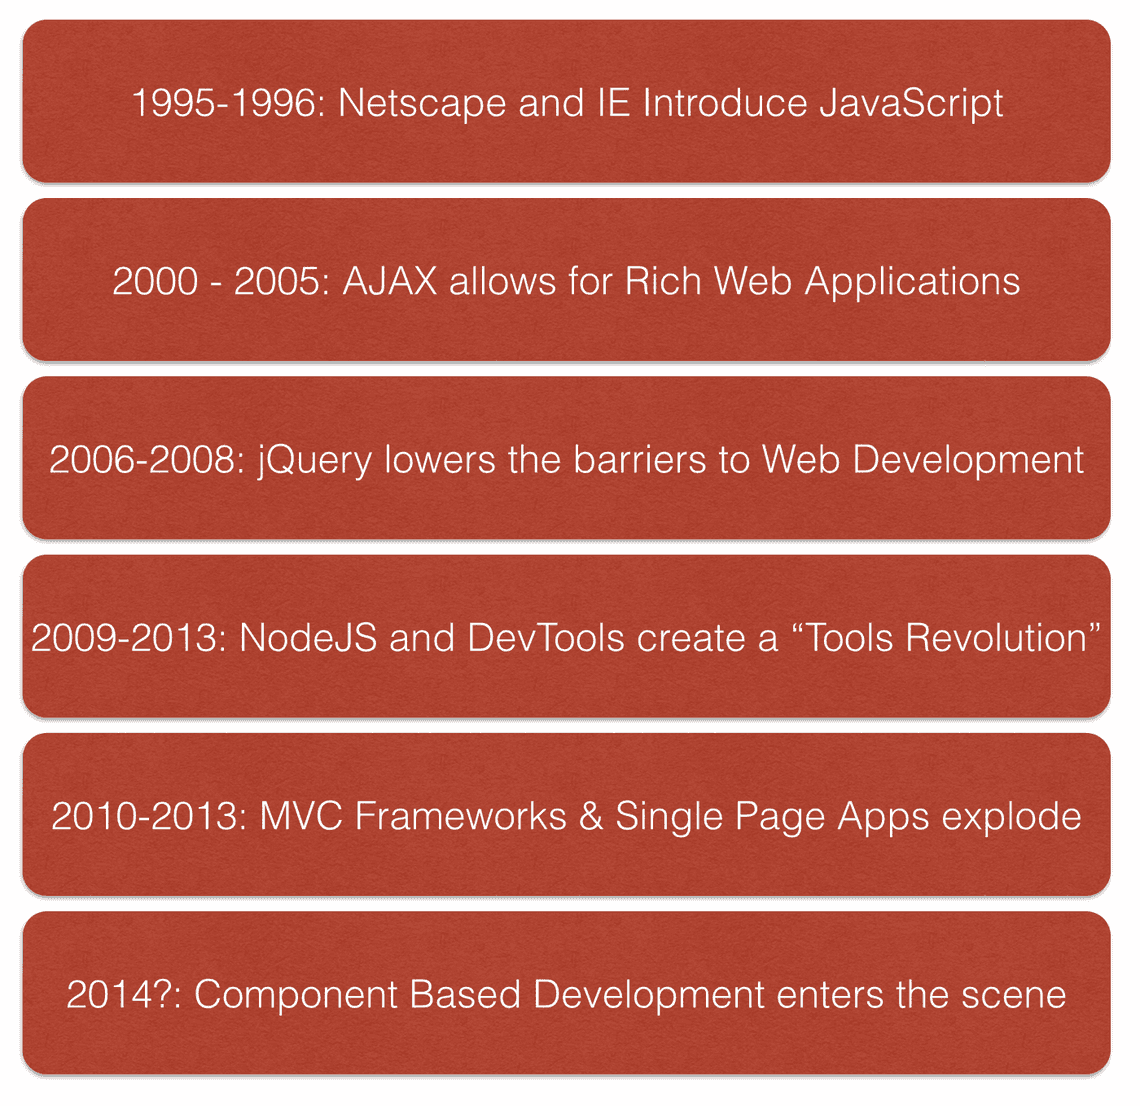 1995-1996: Netscape and IE Introduce JavaScript
2000 - 2005: AJAX allows for Rich Web Applications
2006-2008: jQuery lowers the barriers to Web Development
2009-2013: NodeJS and DevTools create a “Tools Revolution”
2010-2013: MVC Frameworks & Single Page Apps explode
2014?: Component Based Development enters the scene